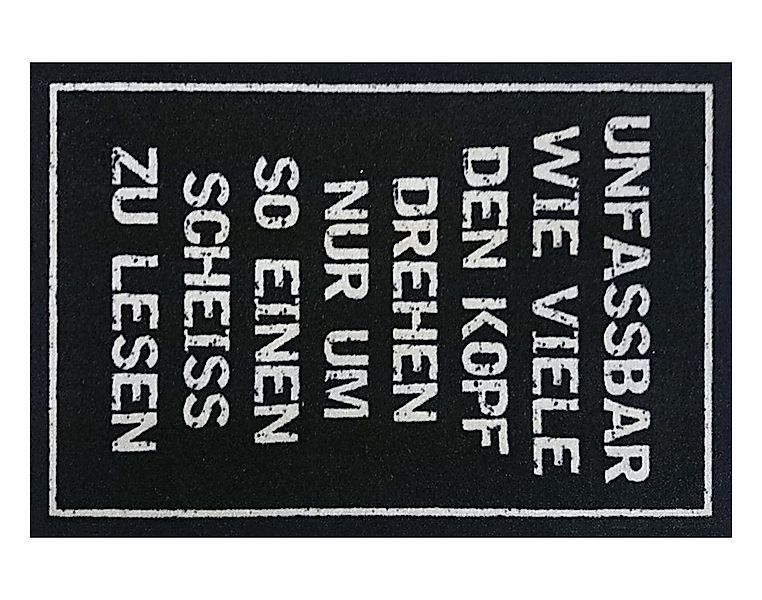 UNFASSBAR
WIE VIELE
DEN KOPF
DREHEN
NUR UM
SO EINEN
SCHEISS
ZU LESEN